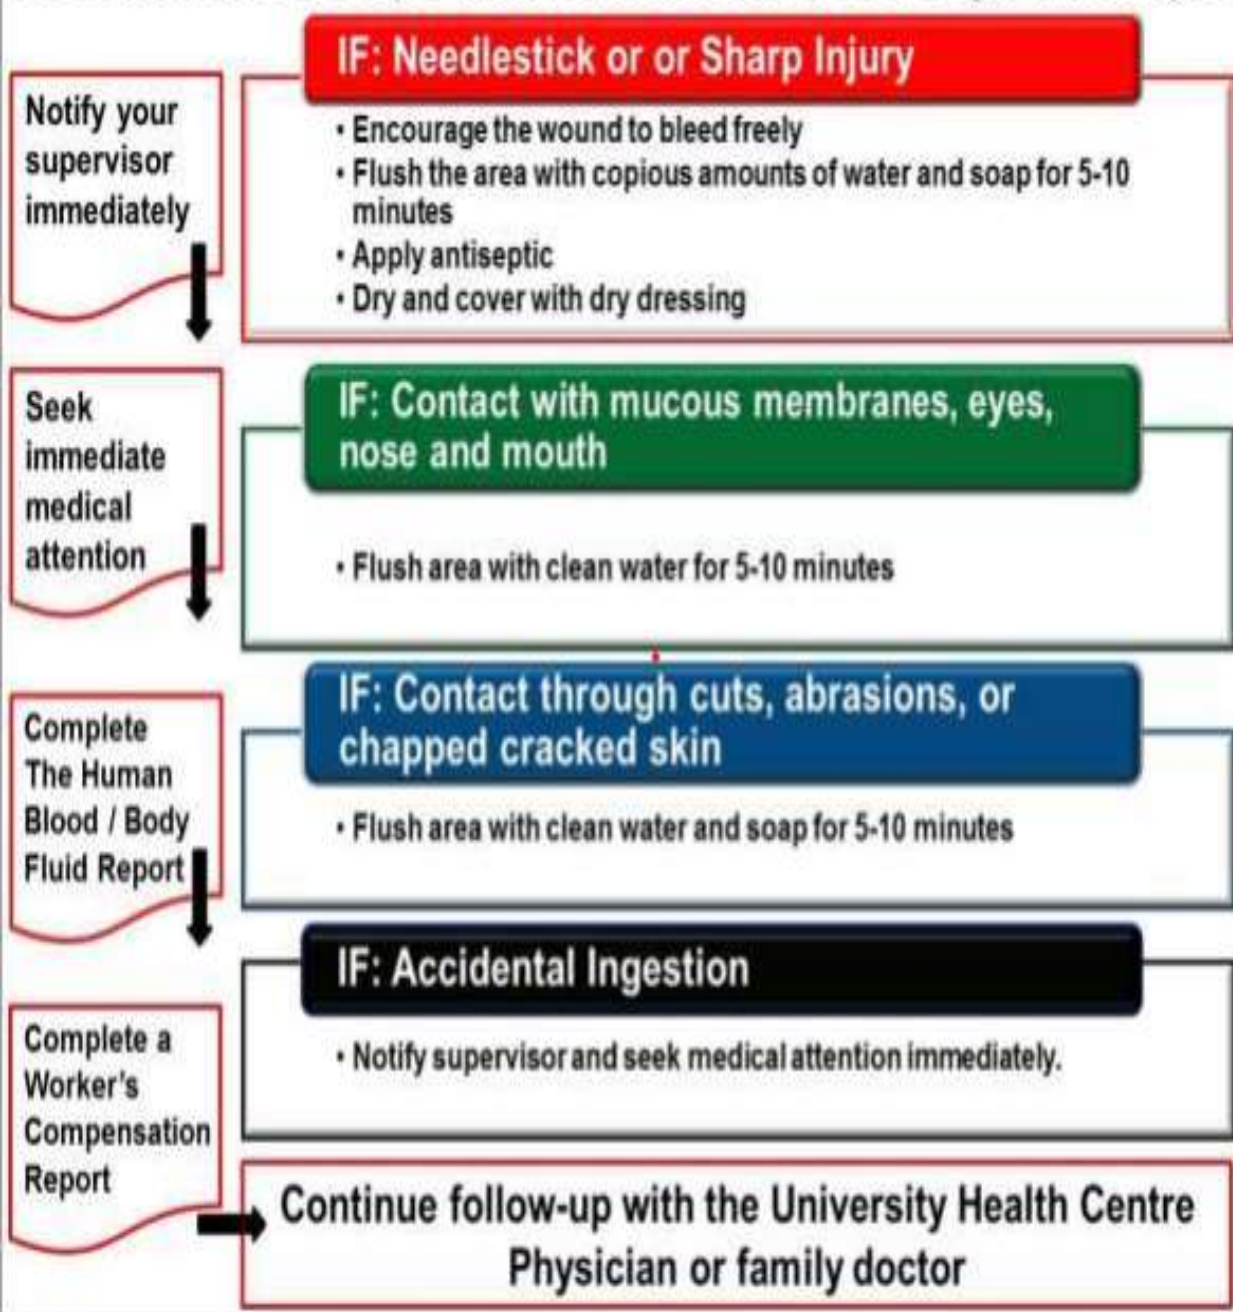 IF: Needlestick or or Sharp Injury
Notify your
supervisor
immediately
• Encourage the wound to bleed freely
• Flush the area with copious amounts of water and soap for 5-10
minutes
• Apply antiseptic
• Dry and cover with dry dressing
Seek
immediate
medical
attention
IF: Contact with mucous membranes, eyes,
nose and mouth
• Flush area with clean water for 5-10 minutes
Complete
The Human
Blood / Body
Fluid Report
IF: Contact through cuts, abrasions, or
chapped cracked skin
• Flush area with clean water and soap for 5-10 minutes
IF: Accidental Ingestion
• Notify supervisor and seek medical attention immediately.
Complete a
Worker's
Compensation
Report
Continue follow-up with the University Health Centre
Physician or family doctor